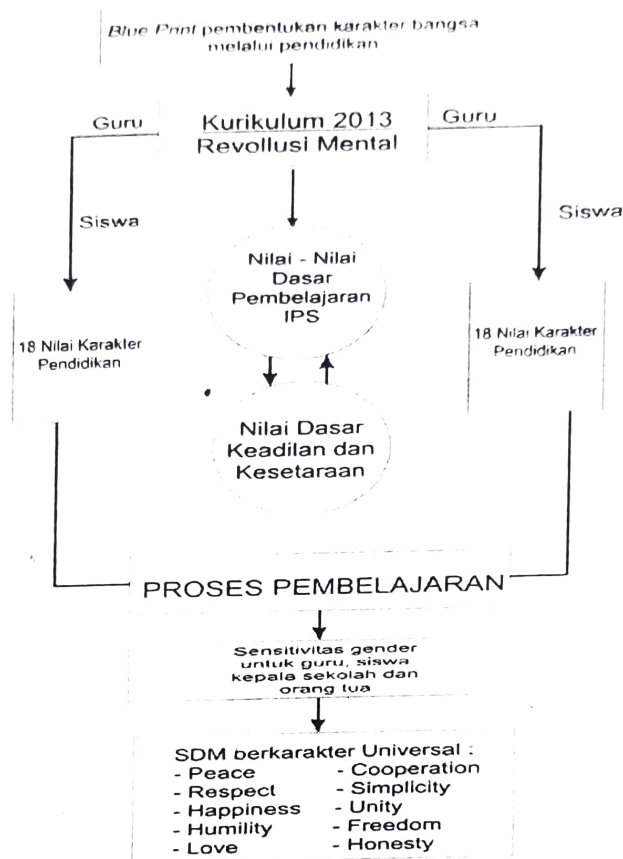 Blue Print pembentukan karakter bangsa
melalui pendidikan
Guru
Kurikulum 2013
Revollusi Mental
Guru
Siswa
Siswa
Nilai - Nilai
Dasar
Pembelajaran
IPS
18 Nilai Karakter
Pendidikan
18 Nilai Karakter
Pendidikan
Nilai Dasar
Keadilan dan
Kesetaraan
PROSES PEMBELAJARAN
Sensitivitas gender
untuk guru, siswa
kepala sekolah dan
orang tua
SDM berkarakter Universal :
- Peace
- Respect
- Happiness
- Humility
- Love
- Cooperation
- Simplicity
- Unity
- Freedom
- Honesty